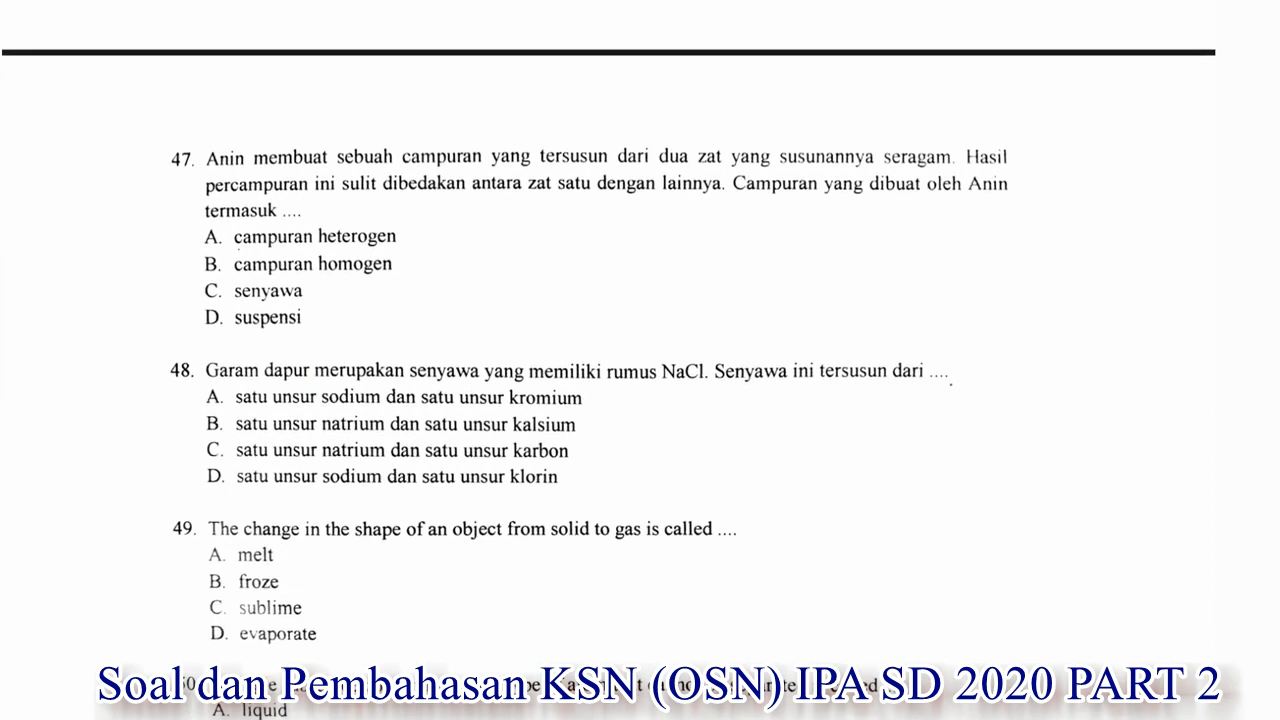 47. Anin membuat sebuah campuran yang tersusun dari dua zat yang susunannya seragam. Hasil
percampuran ini sulit dibedakan antara zat satu dengan lainnya. Campuran yang dibuat oleh Anin
termasuk ....
A. campuran heterogen
B. campuran homogen
C. senyawa
D. suspensi
48. Garam dapur merupakan senyawa yang memiliki rumus NaCl. Senyawa ini tersusun dari ....
A. satu unsur sodium dan satu unsur kromium
B. satu unsur natrium dan satu unsur kalsium
C. satu unsur natrium dan satu unsur karbon
D. satu unsur sodium dan satu unsur klorin
49. The change in the shape of an object from solid to gas is called ....
A. melt
B. froze
C. sublime
D. evaporate
Soal dan Pembahasan KSN (OSN) IPA SD 2020 PART 2
A. liquid